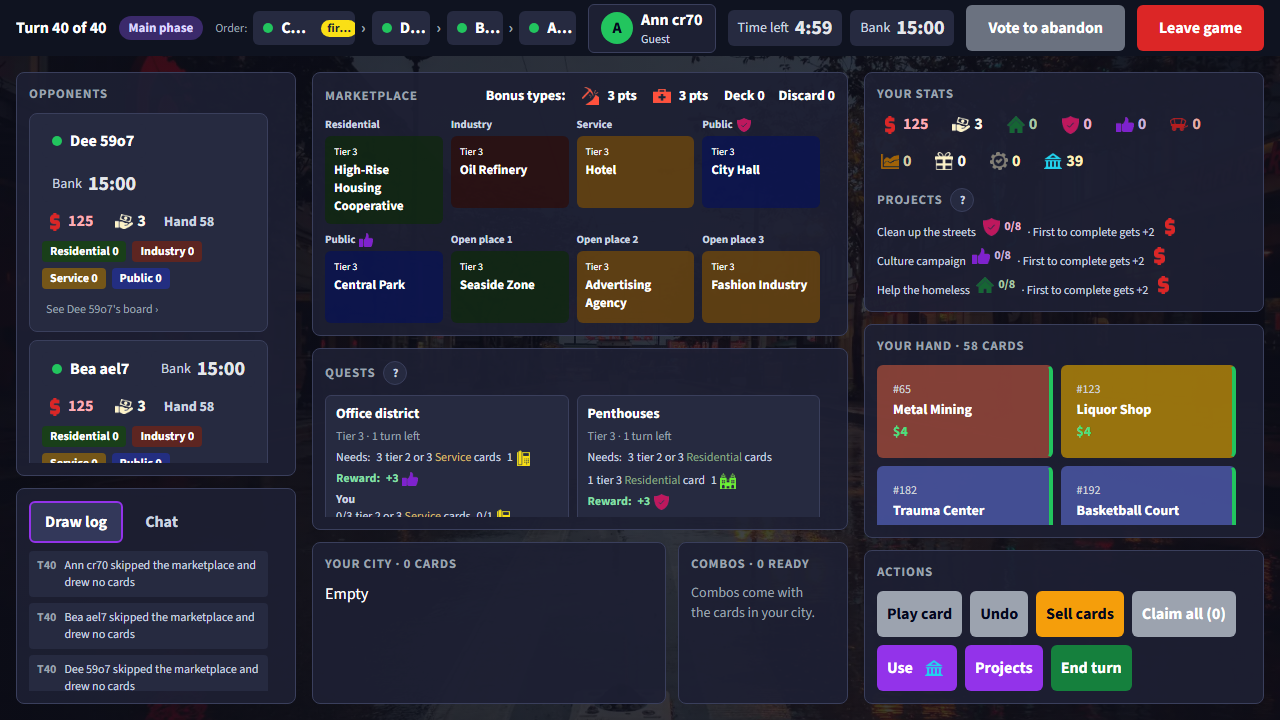 Turn 40 of 40
Main phase
Order:
C...
fir...
›
D...
›
B...
›
A...
A
Ann cr70
Guest
Time left 4:59
Bank 15:00
Vote to abandon
Leave game
OPPONENTS
Dee 59o7
Bank 15:00
125
3
Hand 58
Residential 0
Industry 0
Service 0
Public 0
See Dee 59o7's board ›
Bea ael7
Bank 15:00
125
3
Hand 58
Residential 0
Industry 0
Service 0
Public 0
Draw log
Chat
T40 Ann cr70 skipped the marketplace and
drew no cards
T40 Bea ael7 skipped the marketplace and
drew no cards
T40 Dee 59o7 skipped the marketplace and
drew no cards
MARKETPLACE
Bonus types:
3 pts
3 pts
Deck 0
Discard 0
Residential
Tier 3
High-Rise
Housing
Cooperative
Industry
Tier 3
Oil Refinery
Service
Tier 3
Hotel
Public
Tier 3
City Hall
Public
Tier 3
Central Park
Open place 1
Tier 3
Seaside Zone
Open place 2
Tier 3
Advertising
Agency
Open place 3
Tier 3
Fashion Industry
QUESTS
?
Office district
Tier 3 · 1 turn left
Needs: 3 tier 2 or 3 Service cards 1
Reward: +3
You
0/3 tier 2 or 3 Service cards 0/1
Penthouses
Tier 3 · 1 turn left
Needs: 3 tier 2 or 3 Residential cards
1 tier 3 Residential card 1
Reward: +3
YOUR CITY · 0 CARDS
Empty
COMBOS · 0 READY
Combos come with
the cards in your city.
YOUR STATS
125
3
0
0
0
0
0
0
0
39
PROJECTS
?
Clean up the streets 0/8 · First to complete gets +2
Culture campaign 0/8 · First to complete gets +2
Help the homeless 0/8 · First to complete gets +2
YOUR HAND · 58 CARDS
#65
Metal Mining
$4
#123
Liquor Shop
$4
#182
Trauma Center
#192
Basketball Court
ACTIONS
Play card
Undo
Sell cards
Claim all (0)
Use
Projects
End turn